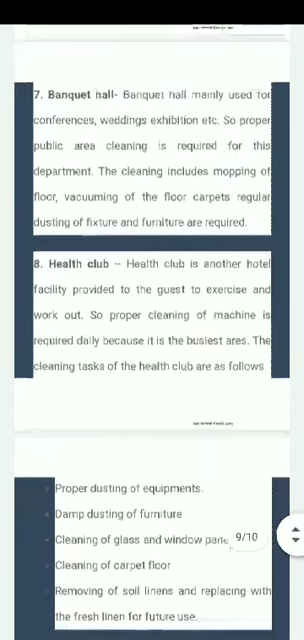 7. Banquet hall- Banquet hall mainly used for
conferences, weddings exhibition etc. So proper
public area cleaning is required for this
department. The cleaning includes mopping of
floor, vacuuming of the floor carpets regular
dusting of fixture and furniture are required.
8. Health club – Health club is another hotel
facility provided to the guest to exercise and
work out. So proper cleaning of machine is
required daily because it is the busiest ares. The
cleaning tasks of the health club are as follows
• Proper dusting of equipments.
• Damp dusting of furniture
• Cleaning of glass and window pane
9/10
• Cleaning of carpet floor
• Removing of soil linens and replacing with
the fresh linen for future use.